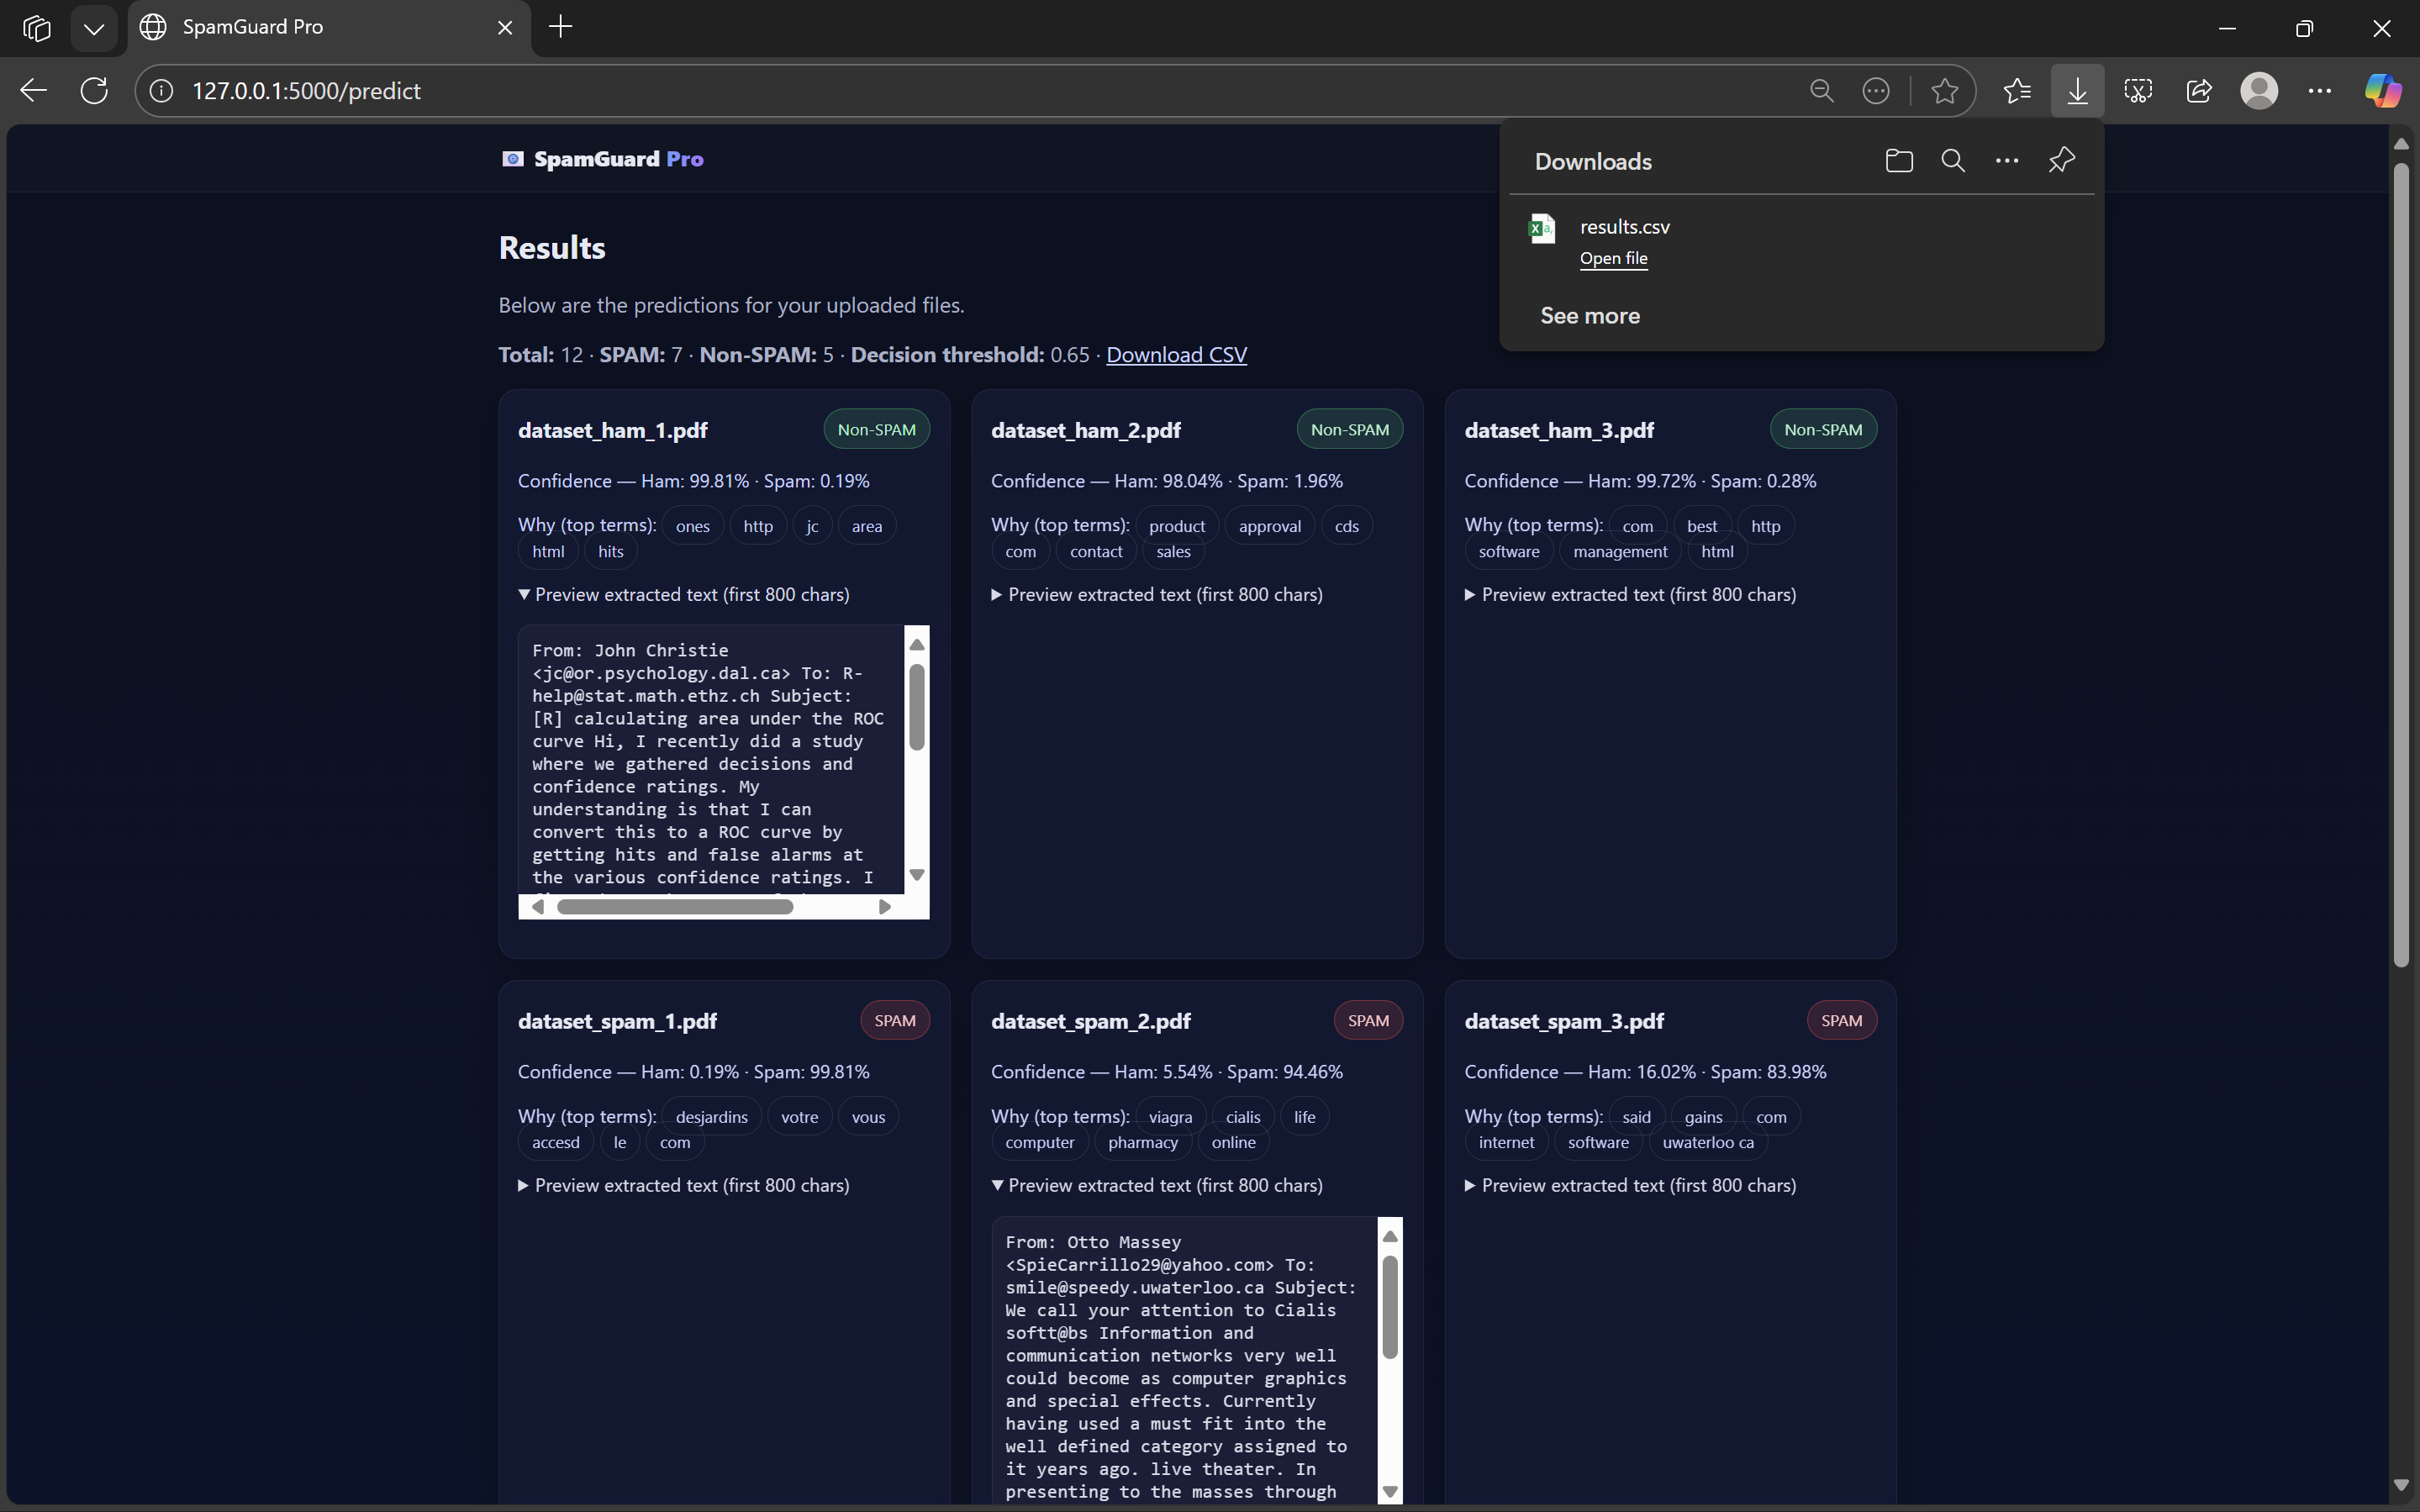 SpamGuard Pro
127.0.0.1:5000/predict
SpamGuard Pro
Downloads
results.csv
Open file
See more
Results
Below are the predictions for your uploaded files.
Total: 12 · SPAM: 7 · Non-SPAM: 5 · Decision threshold: 0.65 · Download CSV
dataset_ham_1.pdf
Non-SPAM
Confidence — Ham: 99.81% · Spam: 0.19%
Why (top terms): ones http jc area
html hits
Preview extracted text (first 800 chars)
From: John Christie
<jc@or.psychology.dal.ca> To: R-
help@stat.math.ethz.ch Subject:
[R] calculating area under the ROC
curve Hi, I recently did a study
where we gathered decisions and
confidence ratings. My
understanding is that I can
convert this to a ROC curve by
getting hits and false alarms at
the various confidence ratings. I
dataset_ham_2.pdf
Non-SPAM
Confidence — Ham: 98.04% · Spam: 1.96%
Why (top terms): product approval cds
com contact sales
Preview extracted text (first 800 chars)
dataset_ham_3.pdf
Non-SPAM
Confidence — Ham: 99.72% · Spam: 0.28%
Why (top terms): com best http
software management html
Preview extracted text (first 800 chars)
dataset_spam_1.pdf
SPAM
Confidence — Ham: 0.19% · Spam: 99.81%
Why (top terms): desjardins votre vous
accesd le com
Preview extracted text (first 800 chars)
dataset_spam_2.pdf
SPAM
Confidence — Ham: 5.54% · Spam: 94.46%
Why (top terms): viagra cialis life
computer pharmacy online
Preview extracted text (first 800 chars)
From: Otto Massey
<SpieCarrillo29@yahoo.com> To:
smile@speedy.uwaterloo.ca Subject:
We call your attention to Cialis
softt@bs Information and
communication networks very well
could become as computer graphics
and special effects. Currently
having used a must fit into the
well defined category assigned to
it years ago. live theater. In
presenting to the masses through
dataset_spam_3.pdf
SPAM
Confidence — Ham: 16.02% · Spam: 83.98%
Why (top terms): said gains com
internet software uwaterloo ca
Preview extracted text (first 800 chars)